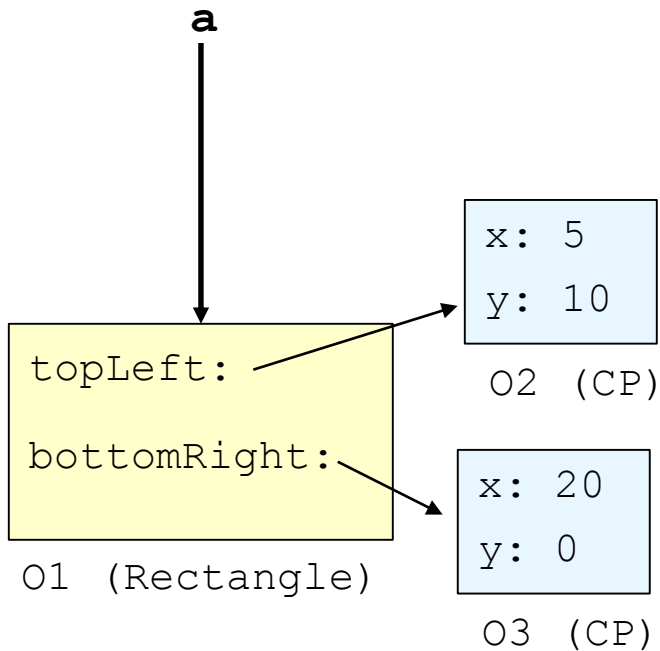 a
x: 5
y: 10
O2 (CP)
topLeft:
bottomRight:
O1 (Rectangle)
x: 20
y: 0
O3 (CP)